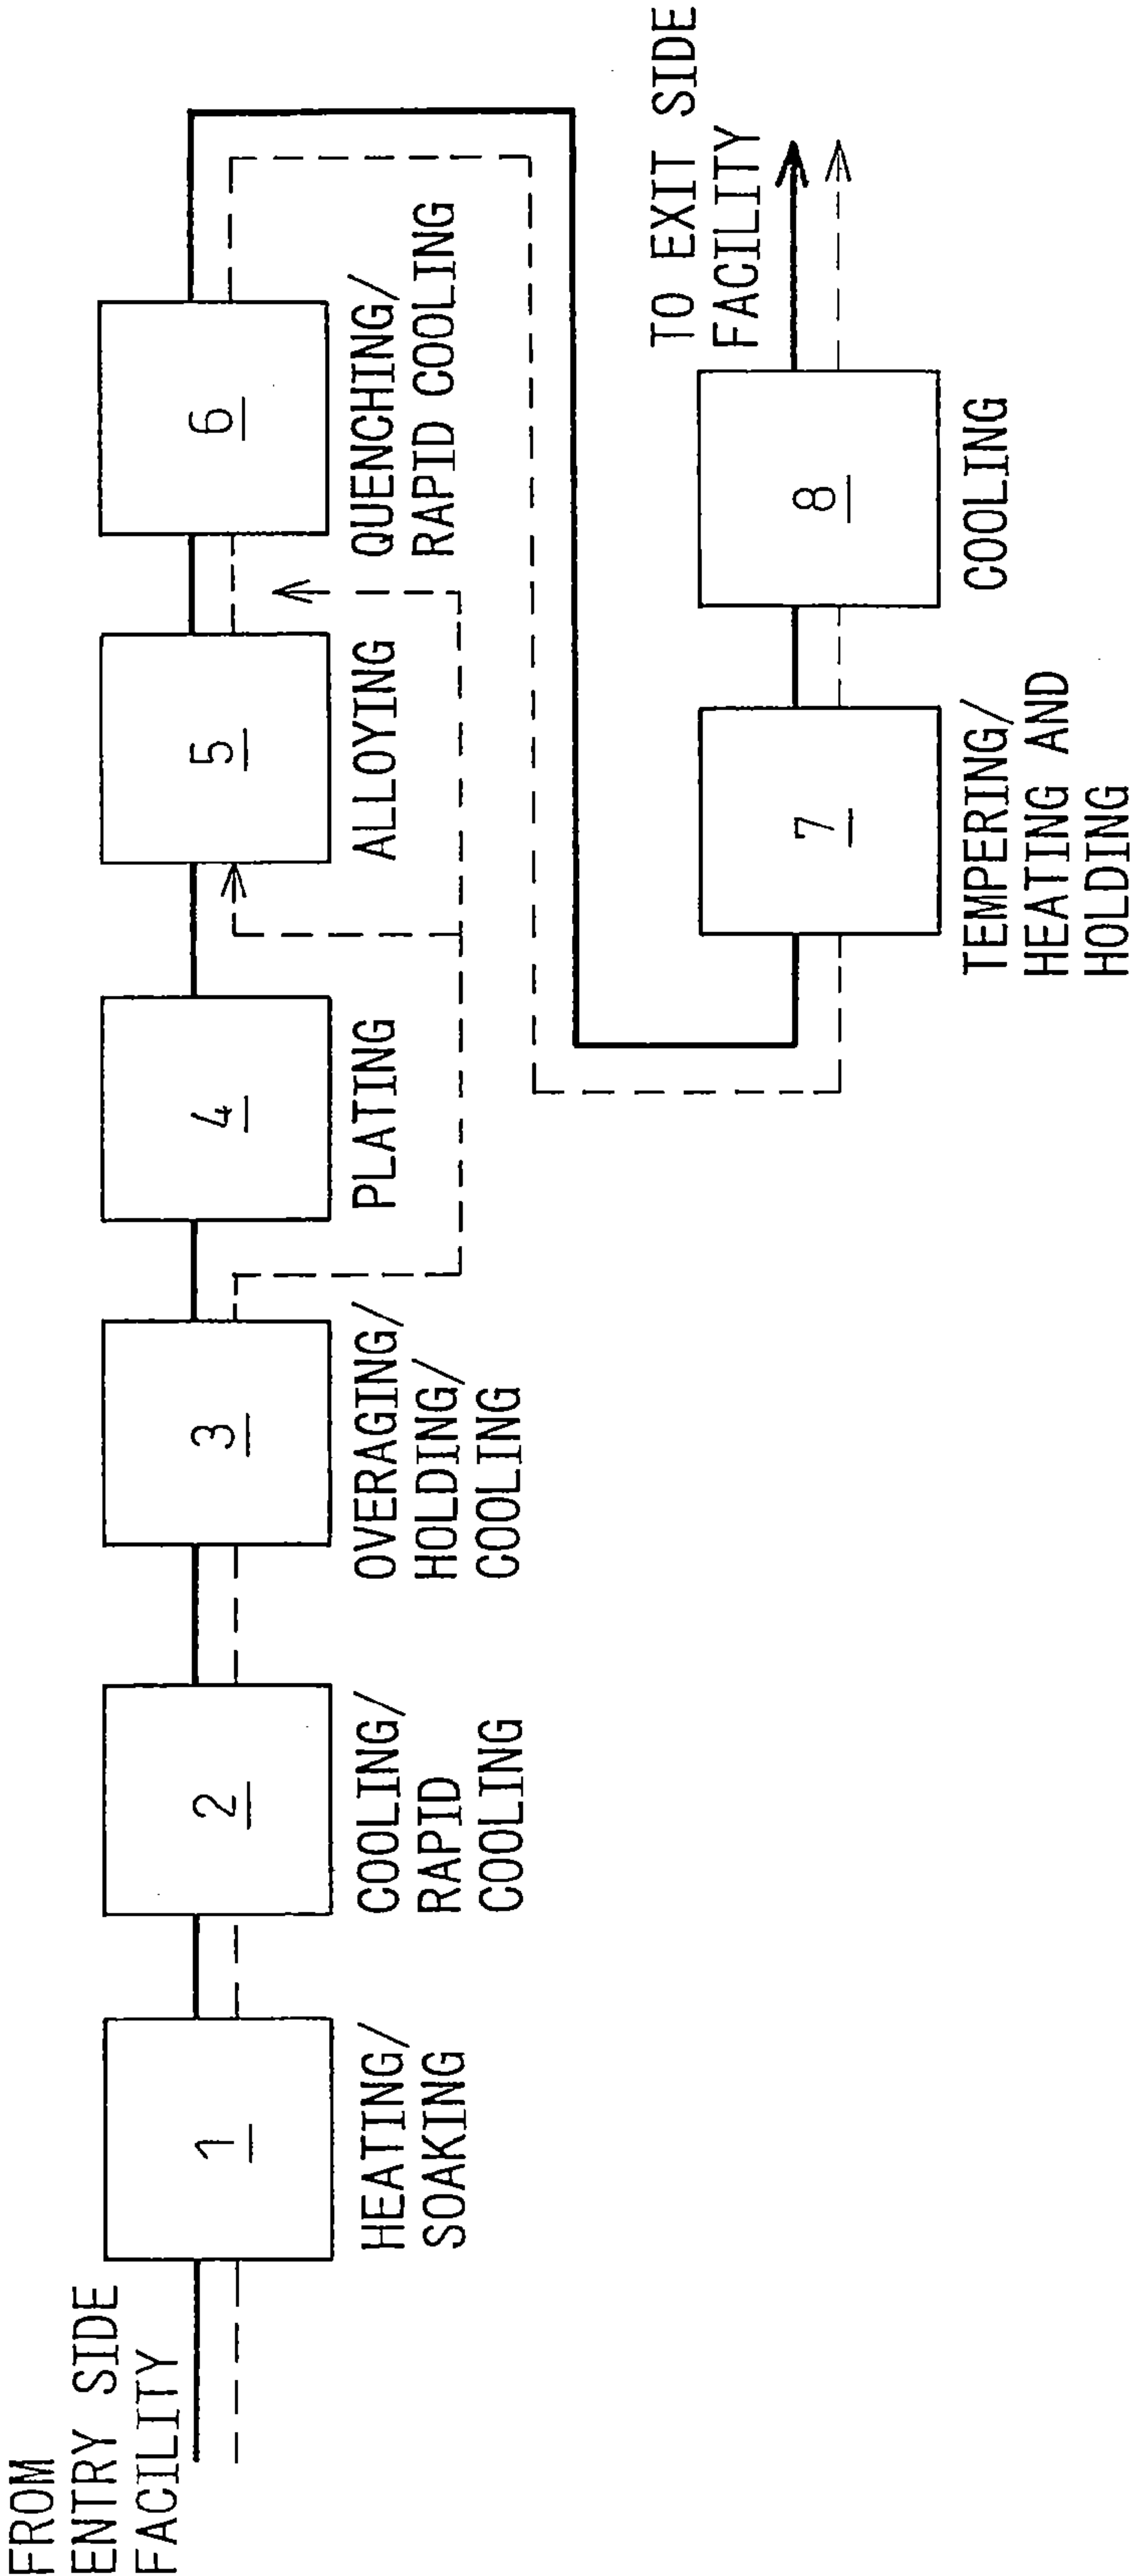 FROM
ENTRY SIDE
FACILITY
1
HEATING/
SOAKING
2
COOLING/
RAPID
COOLING
3
OVERAGING/
HOLDING/
COOLING
4
PLATING
5
ALLOYING
6
QUENCHING/
RAPID COOLING
7
TEMPERING/
HEATING AND
HOLDING
8
COOLING
TO EXIT SIDE
FACILITY